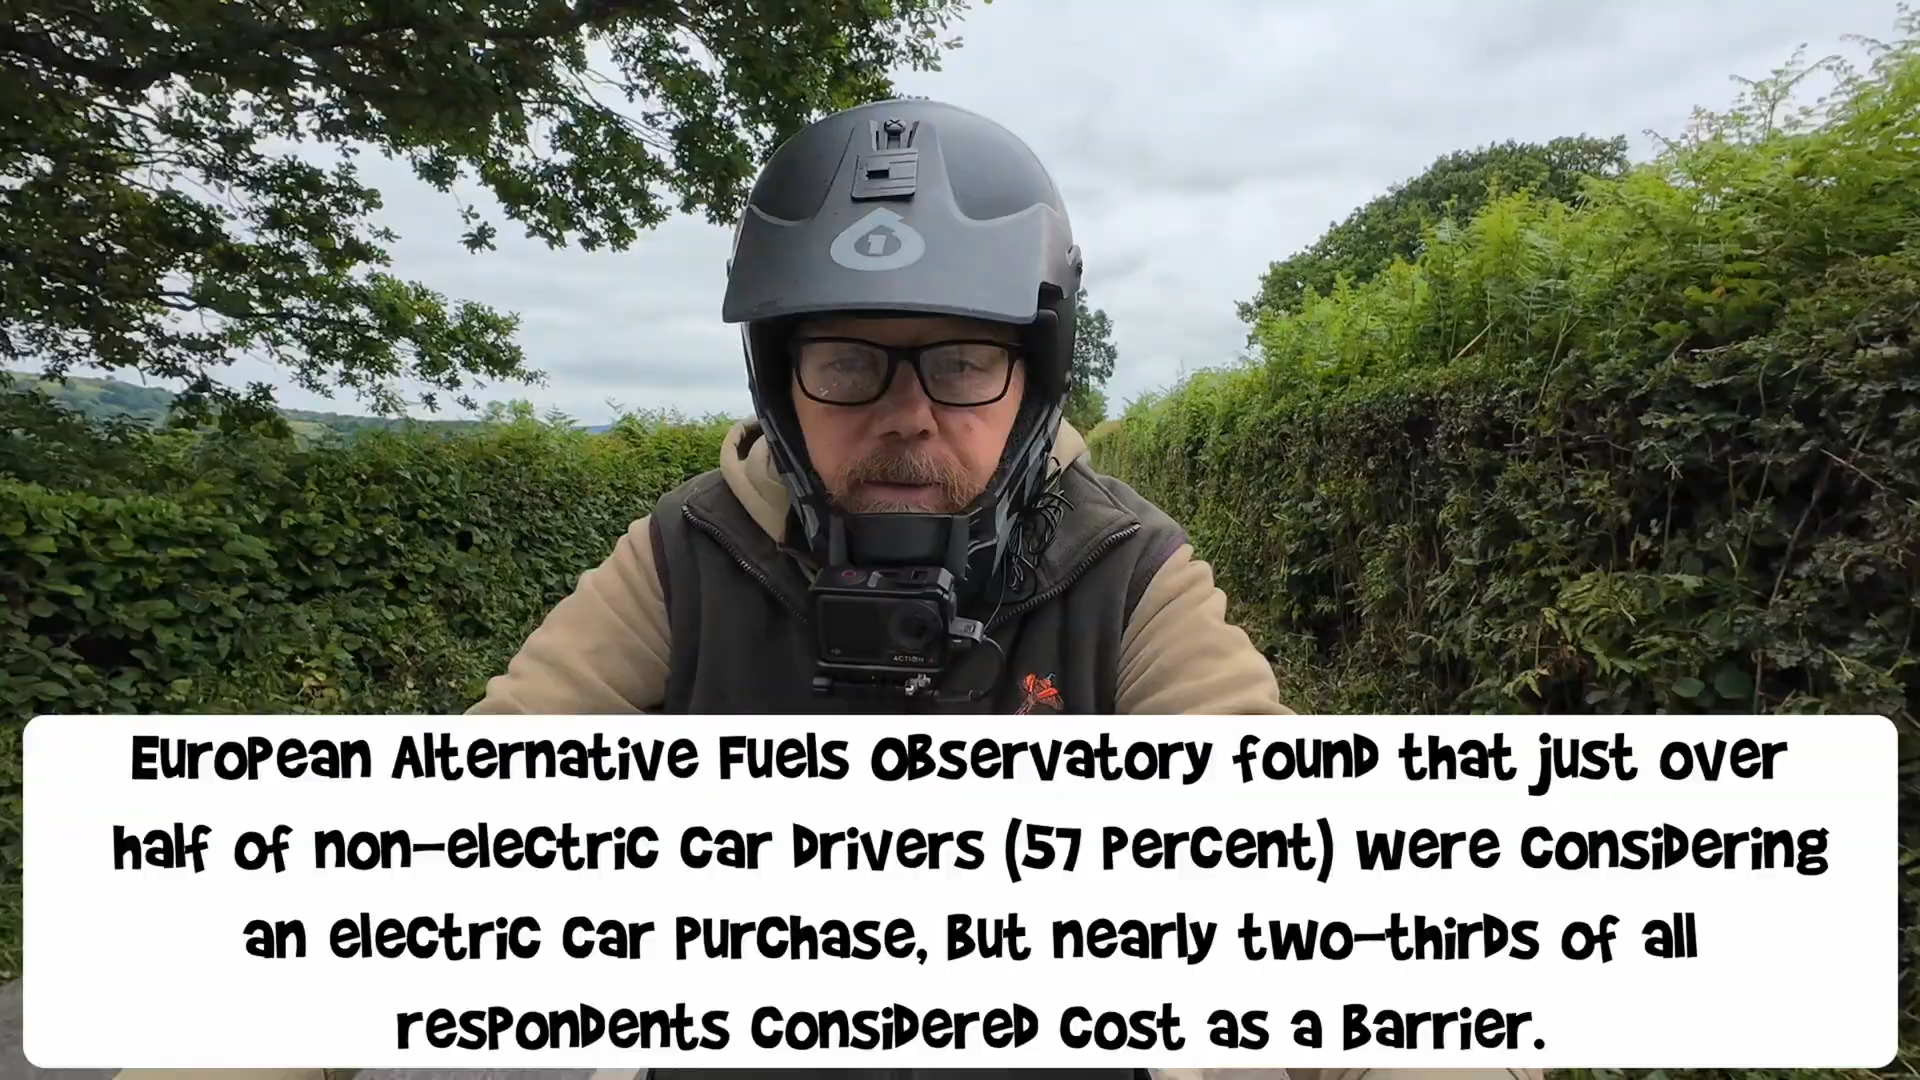 ACTION
European Alternative Fuels Observatory found that just over
half of non-electric car drivers (57 percent) were considering
an electric car purchase, but nearly two-thirds of all
respondents considered cost as a barrier.